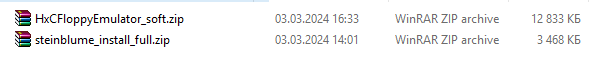 HxCFloppyEmulator_soft.zip 03.03.2024 16:33 WinRAR ZIP archive 12 833 КБ
steinblume_install_full.zip 03.03.2024 14:01 WinRAR ZIP archive 3 468 КБ